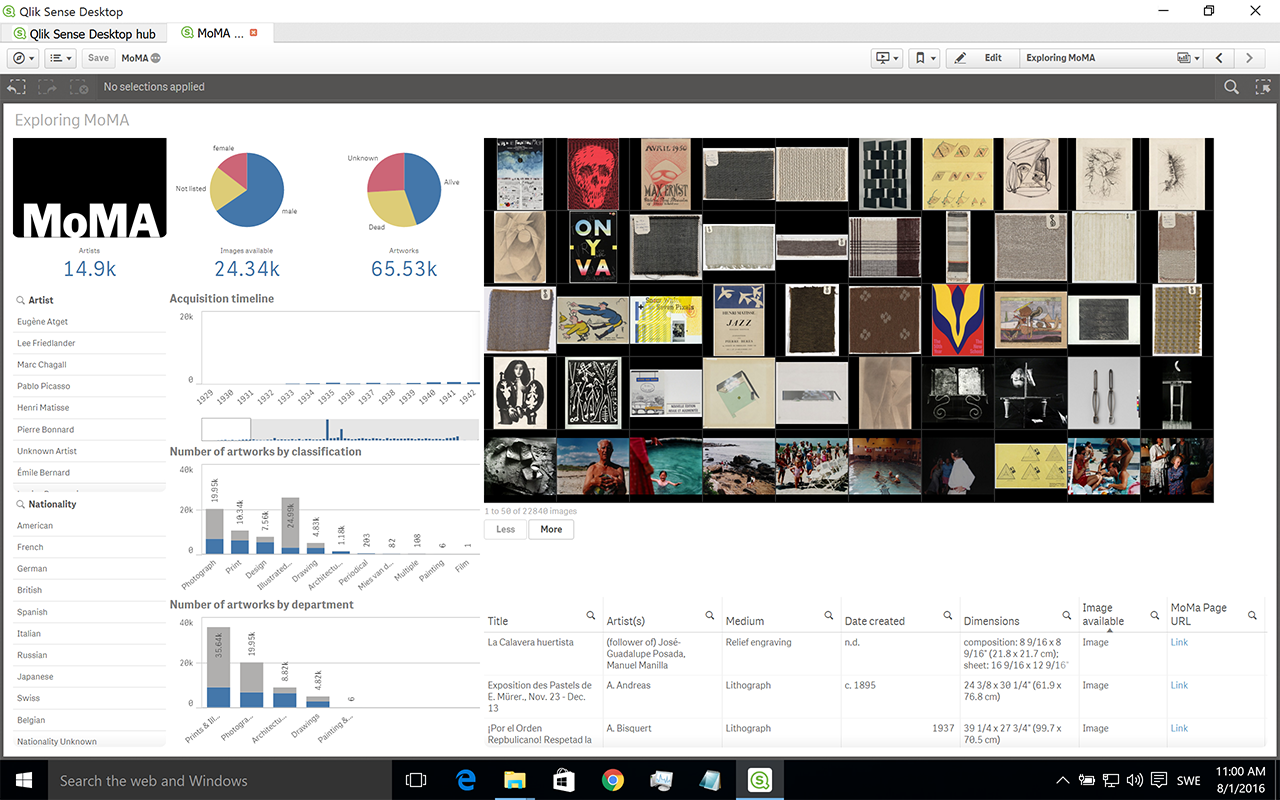 Qlik Sense Desktop
Qlik Sense Desktop hub
MoMA ...
Save
MoMA
Edit
Exploring MoMA
No selections applied
Exploring MoMA
MoMA
female
Not listed
male
Unknown
Alive
Dead
Artists
14.9k
Images available
24.34k
Artworks
65.53k
Artist
Eugène Atget
Lee Friedlander
Marc Chagall
Pablo Picasso
Henri Matisse
Pierre Bonnard
Unknown Artist
Émile Bernard
Nationality
American
French
German
British
Spanish
Italian
Russian
Japanese
Swiss
Belgian
Nationality Unknown
Acquisition timeline
20k
0
1929 1930 1931 1932 1933 1934 1935 1936 1937 1938 1939 1940 1941 1942
Number of artworks by classification
40k
20k
0
19.95k 10.34k 7.56k 24.99k 4.83k 1.18k 203 82 108 6 1
Photograph Print Design Illustrated... Drawing Architectu... Periodical Mies van d... Multiple Painting Film
Number of artworks by department
40k
20k
0
35.64k 19.95k 8.82k 4.82k 6
Prints & Ill... Photogra... Architectu... Drawings Painting &...
AVRIL 1950
MAX ERNST
ON
Y
VA
HENRI MATISSE
JAZZ
PIERRE BERÈS
1 to 50 of 22840 images
Less
More
Title Artist(s) Medium Date created Dimensions Image available MoMa Page URL
La Calavera huertista
(follower of) José-
Guadalupe Posada,
Manuel Manilla
Relief engraving
n.d.
composition: 8 9/16 x 8
9/16" (21.8 x 21.7 cm);
sheet: 16 9/16 x 12 9/16"
Image
Link
Exposition des Pastels de
E. Mürer., Nov. 23 - Dec.
13
A. Andreas
Lithograph
c. 1895
24 3/8 x 30 1/4" (61.9 x
76.8 cm)
Image
Link
¡Por el Orden
Repbulicano! Respetad la
A. Bisquert
Lithograph
1937
39 1/4 x 27 3/4" (99.7 x
70.5 cm)
Image
Link
Search the web and Windows
SWE
11:00 AM
8/1/2016